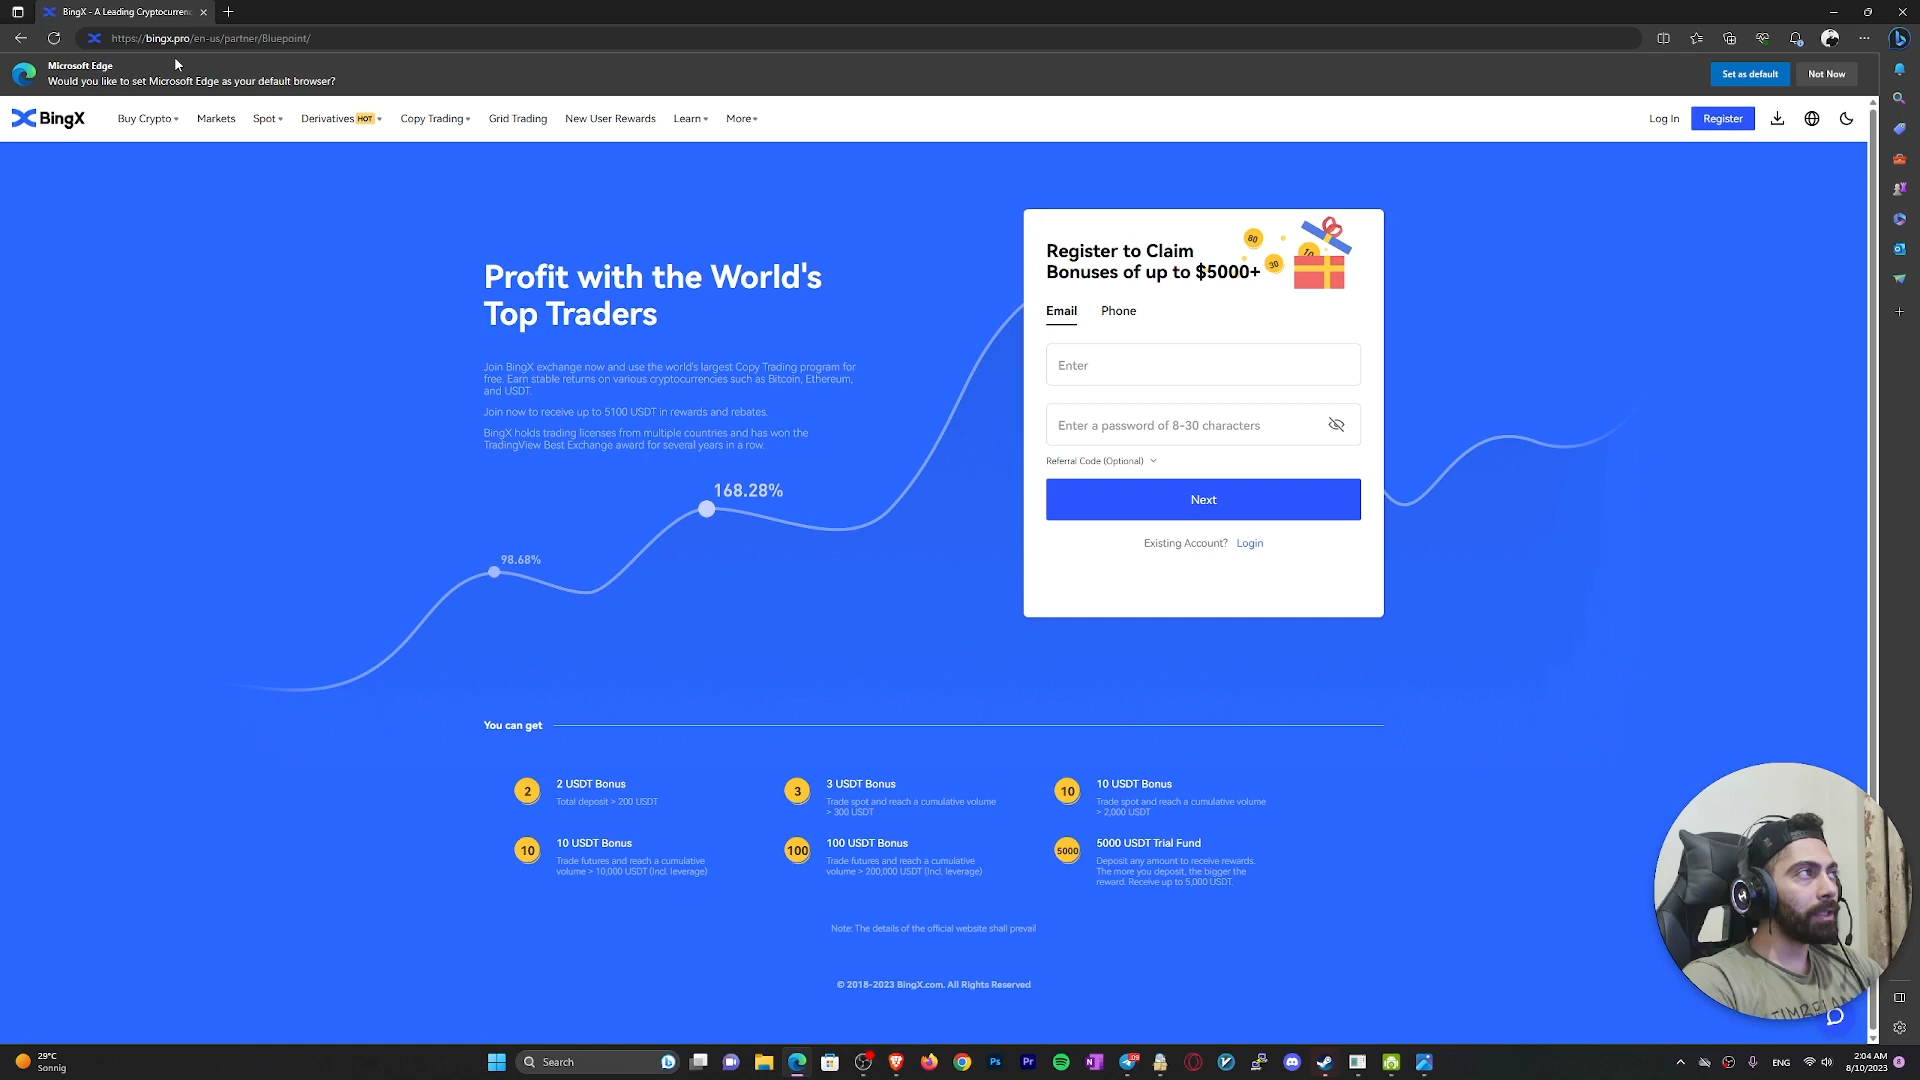 BingX - A Leading Cryptocurrenc
https://bingx.pro/en-us/partner/Bluepoint/
Microsoft Edge
Would you like to set Microsoft Edge as your default browser?
Set as default
Not Now
BingX
Buy Crypto
Markets
Spot
Derivatives HOT
Copy Trading
Grid Trading
New User Rewards
Learn
More
Log In
Register
Profit with the World's
Top Traders
Join BingX exchange now and use the world's largest Copy Trading program for
free. Earn stable returns on various cryptocurrencies such as Bitcoin, Ethereum,
and USDT.
Join now to receive up to 5100 USDT in rewards and rebates.
BingX holds trading licenses from multiple countries and has won the
TradingView Best Exchange award for several years in a row.
168.28%
98.68%
Register to Claim
Bonuses of up to $5000+
80
10
30
Email
Phone
Enter
Enter a password of 8-30 characters
Referral Code (Optional)
Next
Existing Account? Login
You can get
2
2 USDT Bonus
Total deposit > 200 USDT
3
3 USDT Bonus
Trade spot and reach a cumulative volume
> 300 USDT
10
10 USDT Bonus
Trade spot and reach a cumulative volume
> 2,000 USDT
10
10 USDT Bonus
Trade futures and reach a cumulative
volume > 10,000 USDT (Incl. leverage)
100
100 USDT Bonus
Trade futures and reach a cumulative
volume > 200,000 USDT (Incl. leverage)
5000
5000 USDT Trial Fund
Deposit any amount to receive rewards.
The more you deposit, the bigger the
reward. Receive up to 5,000 USDT.
Note: The details of the official website shall prevail
© 2018-2023 BingX.com. All Rights Reserved
29°C
Sonnig
Search
Ps
Pr
ENG
2:04 AM
8/10/2023